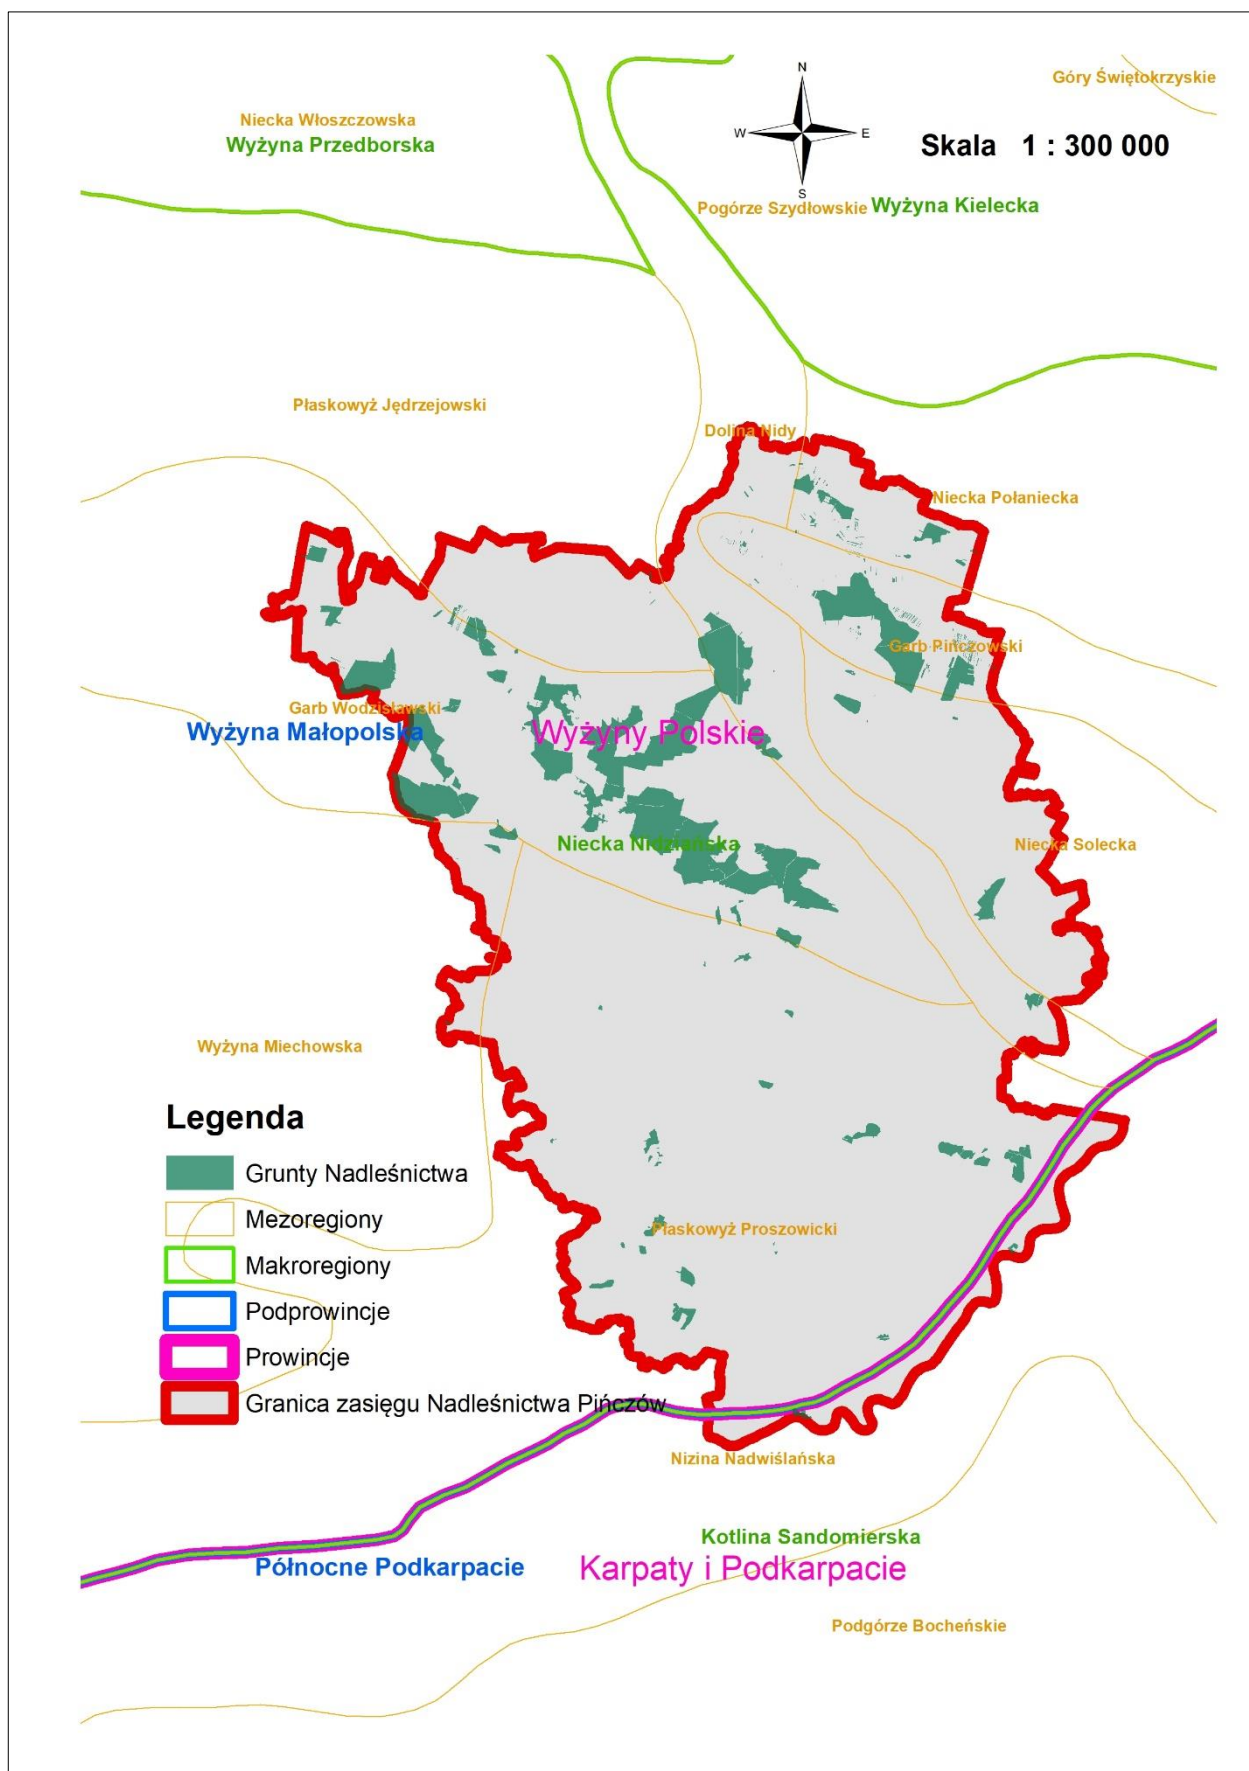 N
Góry Świętokrzyskie
Niecka Włoszczowska
Wyżyna Przedborska
W
E
Skala 1 : 300 000
S
Pogórze Szydłowskie
Wyżyna Kielecka
Płaskowyż Jędrzejowski
Dolina Nidy
Niecka Połaniecka
Garb Pińczowski
Garb Wodzisławski
Wyżyna Małopolska
Wyżyny Polskie
Niecka Nidziańska
Niecka Solecka
Wyżyna Miechowska
Legenda
Grunty Nadleśnictwa
Mezoregiony
Makroregiony
Podprowincje
Prowincje
Granica zasięgu Nadleśnictwa Pińczów
Płaskowyż Proszowicki
Nizina Nadwiślańska
Kotlina Sandomierska
Północne Podkarpacie
Karpaty i Podkarpacie
Podgórze Bocheńskie